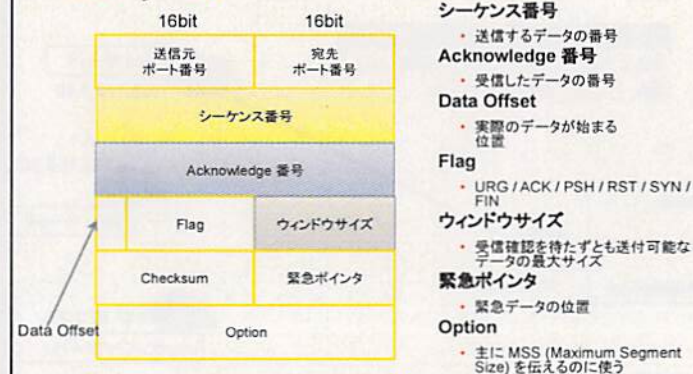 16bit
16bit
送信元
ポート番号
宛先
ポート番号
シーケンス番号
Acknowledge 番号
Flag
ウィンドウサイズ
Checksum
緊急ポインタ
Data Offset
Option
シーケンス番号
• 送信するデータの番号
Acknowledge 番号
• 受信したデータの番号
Data Offset
• 実際のデータが始まる
位置
Flag
• URG / ACK / PSH / RST / SYN /
FIN
ウィンドウサイズ
• 受信確認を待たずとも送付可能な
データの最大サイズ
緊急ポインタ
• 緊急データの位置
Option
• 主に MSS (Maximum Segment
Size) を伝えるのに使う